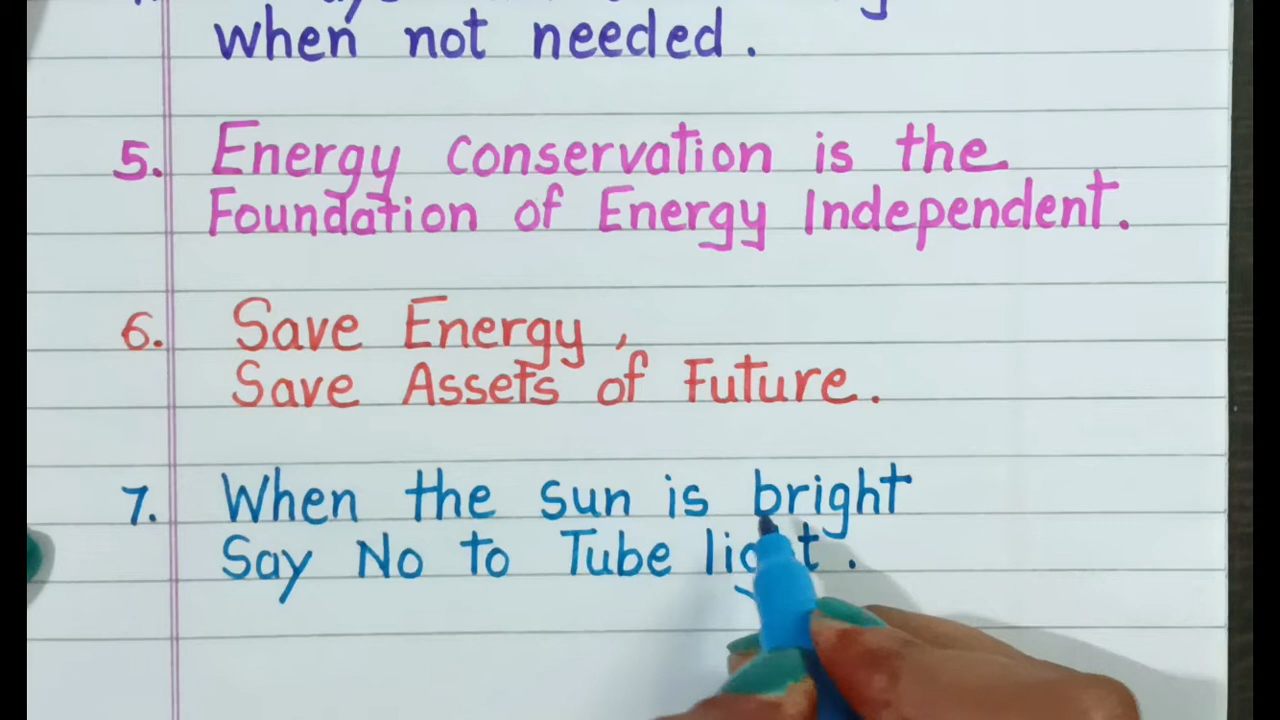 when not needed.
5. Energy conservation is the
Foundation of Energy Independent.
6. Save Energy,
Save Assets of Future.
7. When the sun is bright
Say No to Tube light.